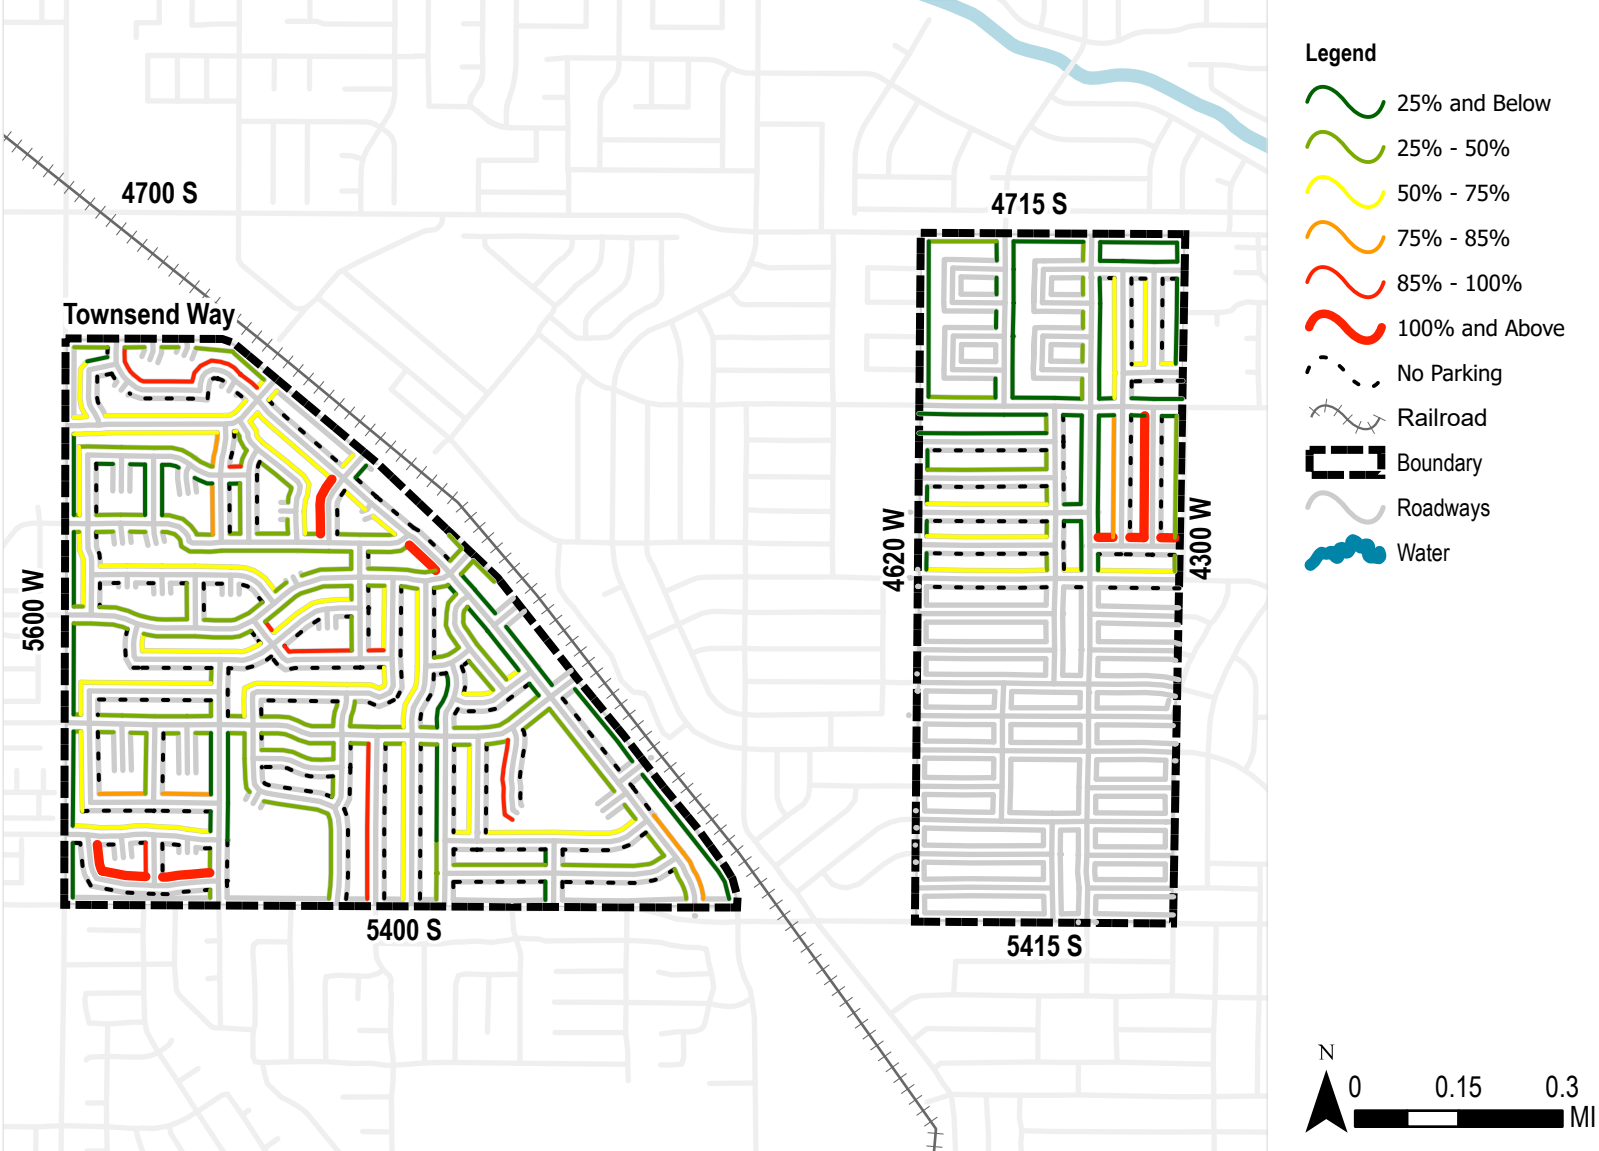 4700 S
Townsend Way
5600 W
5400 S
4715 S
4620 W
4300 W
5415 S
Legend
25% and Below
25% - 50%
50% - 75%
75% - 85%
85% - 100%
100% and Above
No Parking
Railroad
Boundary
Roadways
Water
N
0 0.15 0.3
MI